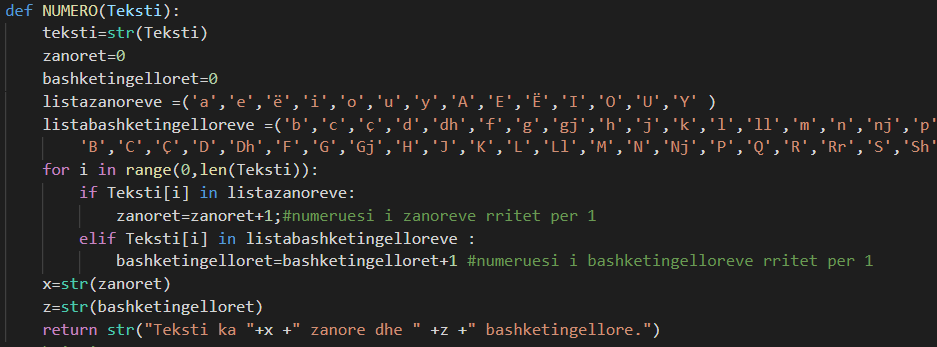 def NUMERO(Teksti):
    teksti=str(Teksti)
    zanoret=0
    bashketingelloret=0
    listazanoreve =('a','e','ë','i','o','u','y','A','E','Ë','I','O','U','Y' )
    listabashketingelloreve =('b','c','ç','d','dh','f','g','gj','h','j','k','l','ll','m','n','nj','p'
        'B','C','Ç','D','Dh','F','G','Gj','H','J','K','L','Ll','M','N','Nj','P','Q','R','Rr','S','Sh'
    for i in range(0,len(Teksti)):
        if Teksti[i] in listazanoreve:
            zanoret=zanoret+1;#numeruesi i zanoreve rritet per 1
        elif Teksti[i] in listabashketingelloreve :
            bashketingelloret=bashketingelloret+1 #numeruesi i bashketingelloreve rritet per 1
    x=str(zanoret)
    z=str(bashketingelloret)
    return str("Teksti ka "+x +" zanore dhe " +z +" bashketingellore.")